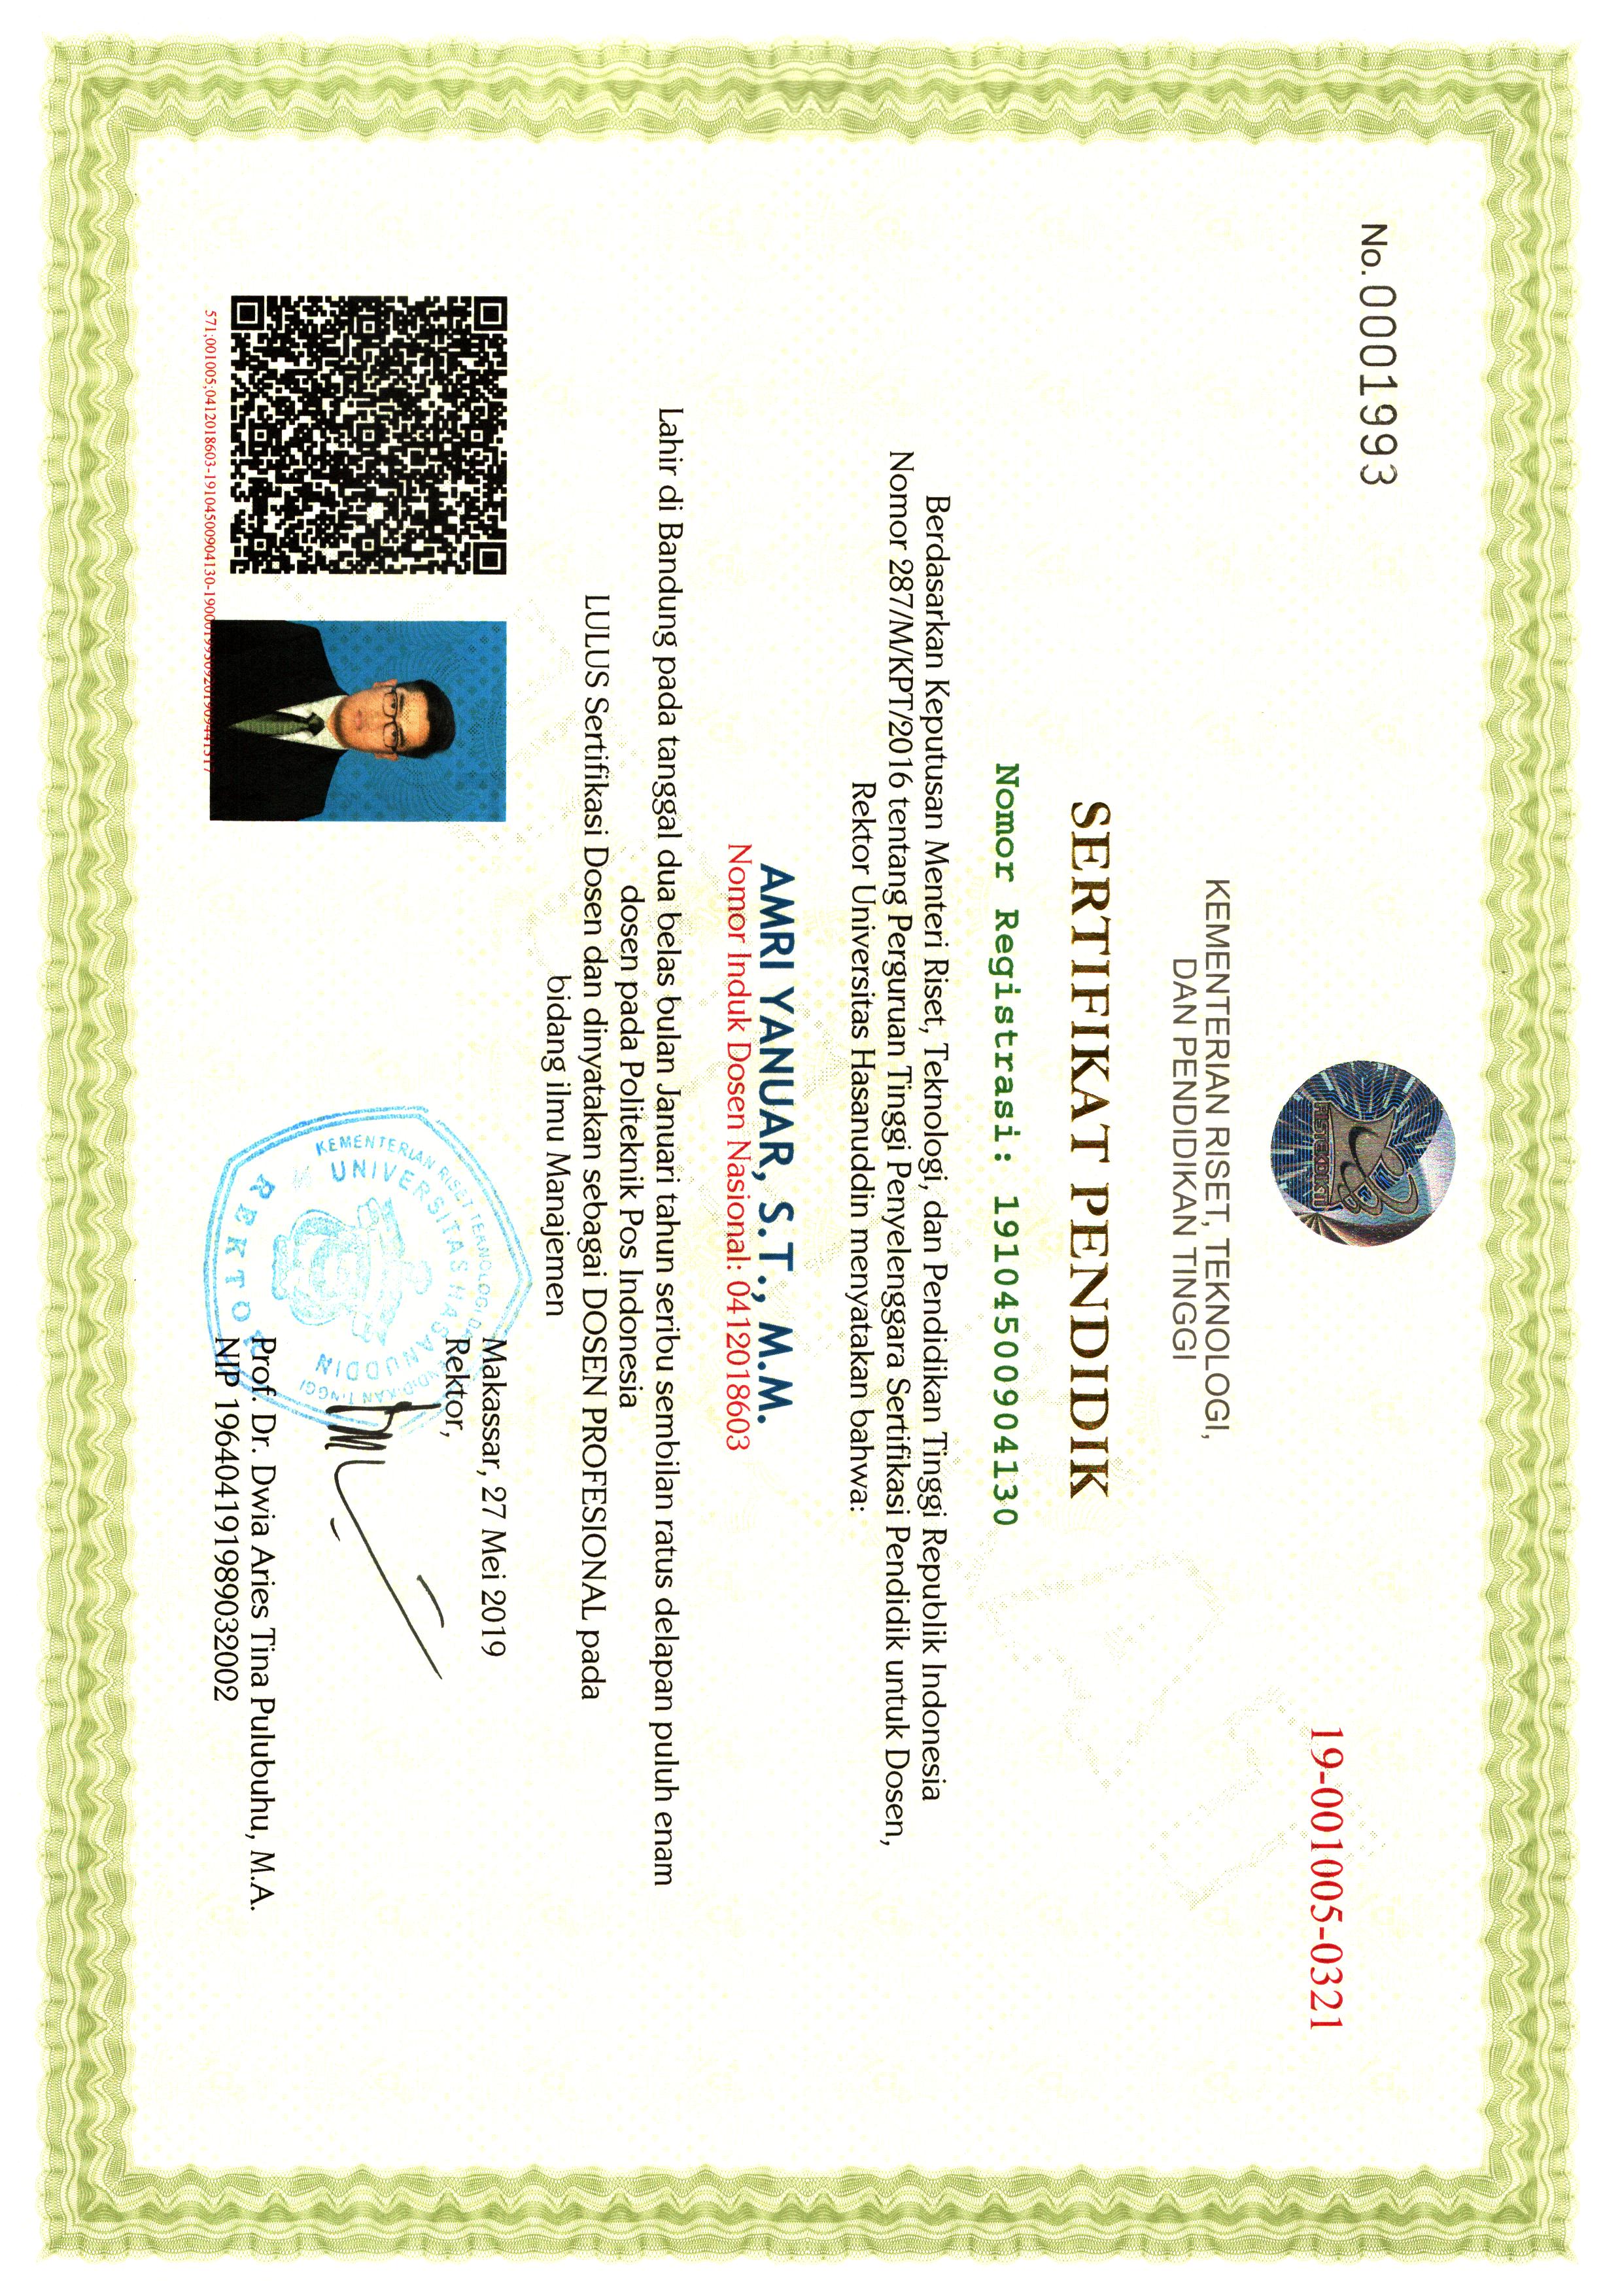 No. 0001993
RISTEKDIKTI
19-001005-0321
KEMENTERIAN RISET, TEKNOLOGI,
DAN PENDIDIKAN TINGGI
SERTIFIKAT PENDIDIK
Nomor Registrasi: 19104500904130
Berdasarkan Keputusan Menteri Riset, Teknologi, dan Pendidikan Tinggi Republik Indonesia
Nomor 287/M/KPT/2016 tentang Perguruan Tinggi Penyelenggara Sertifikasi Pendidik untuk Dosen,
Rektor Universitas Hasanuddin menyatakan bahwa:
AMRI YANUAR, S.T., M.M.
Nomor Induk Dosen Nasional: 0412018603
Lahir di Bandung pada tanggal dua belas bulan Januari tahun seribu sembilan ratus delapan puluh enam
dosen pada Politeknik Pos Indonesia
LULUS Sertifikasi Dosen dan dinyatakan sebagai DOSEN PROFESIONAL pada
bidang ilmu Manajemen
Makassar, 27 Mei 2019
Rektor,
KEMENTERIAN RISET TEKNOLOGI DAN PENDIDIKAN TINGGI
UNIVERSITAS HASANUDDIN
REKTOR
Prof. Dr. Dwia Aries Tina Pulubuhu, M.A.
NIP 196404191989032002